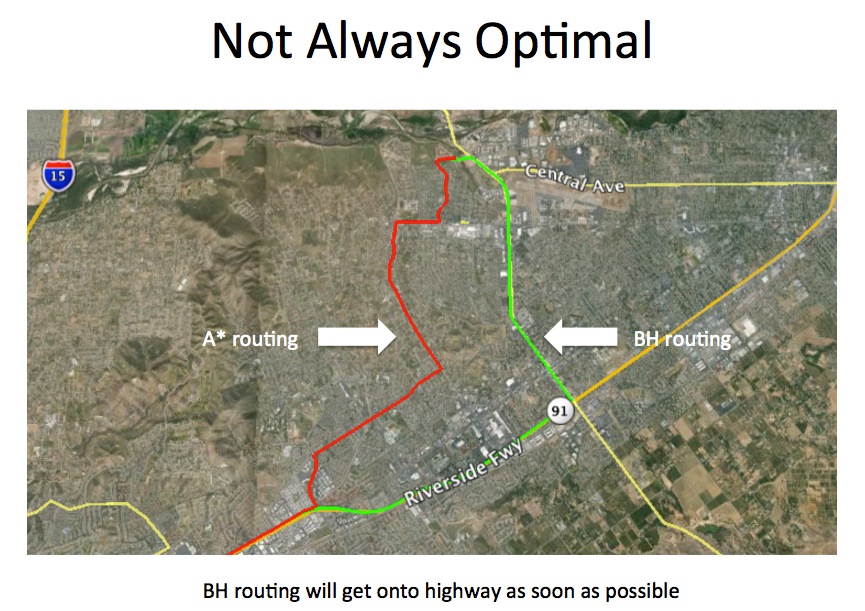 Not Always Optimal
15
Central Ave
A* routing
BH routing
91
Riverside Fwy
BH routing will get onto highway as soon as possible